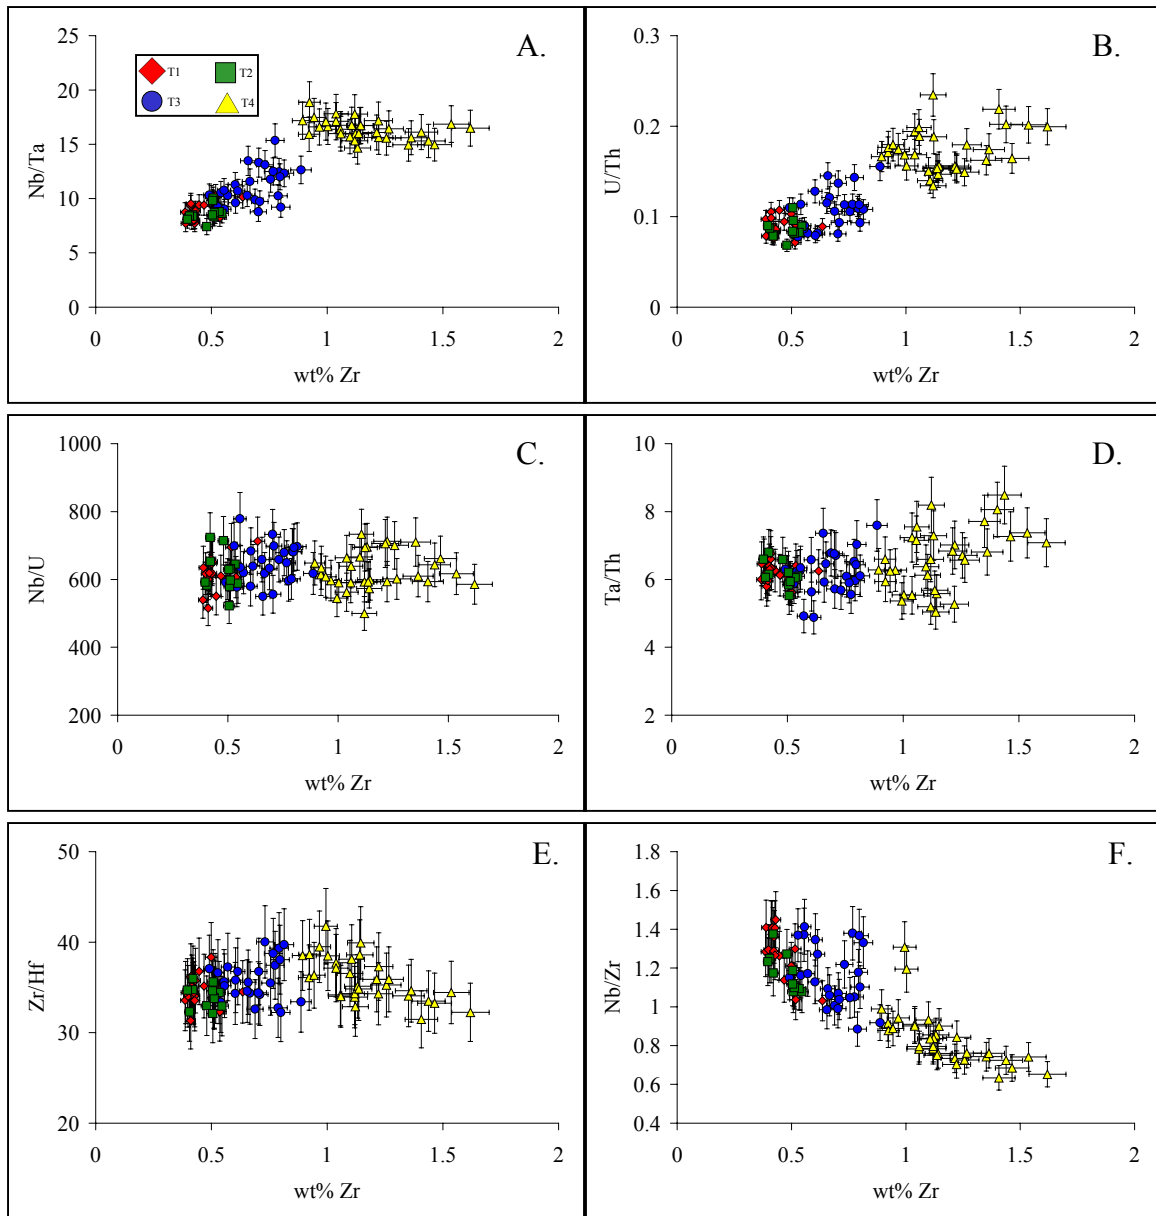 A.
Nb/Ta
25
20
15
10
5
0
T1
T2
T3
T4
0 0.5 1 1.5 2
wt% Zr
B.
U/Th
0.3
0.2
0.1
0
0 0.5 1 1.5 2
wt% Zr
C.
Nb/U
1000
800
600
400
200
0 0.5 1 1.5 2
wt% Zr
D.
Ta/Th
10
8
6
4
2
0 0.5 1 1.5 2
wt% Zr
E.
Zr/Hf
50
40
30
20
0 0.5 1 1.5 2
wt% Zr
F.
Nb/Zr
1.8
1.6
1.4
1.2
1
0.8
0.6
0.4
0 0.5 1 1.5 2
wt% Zr